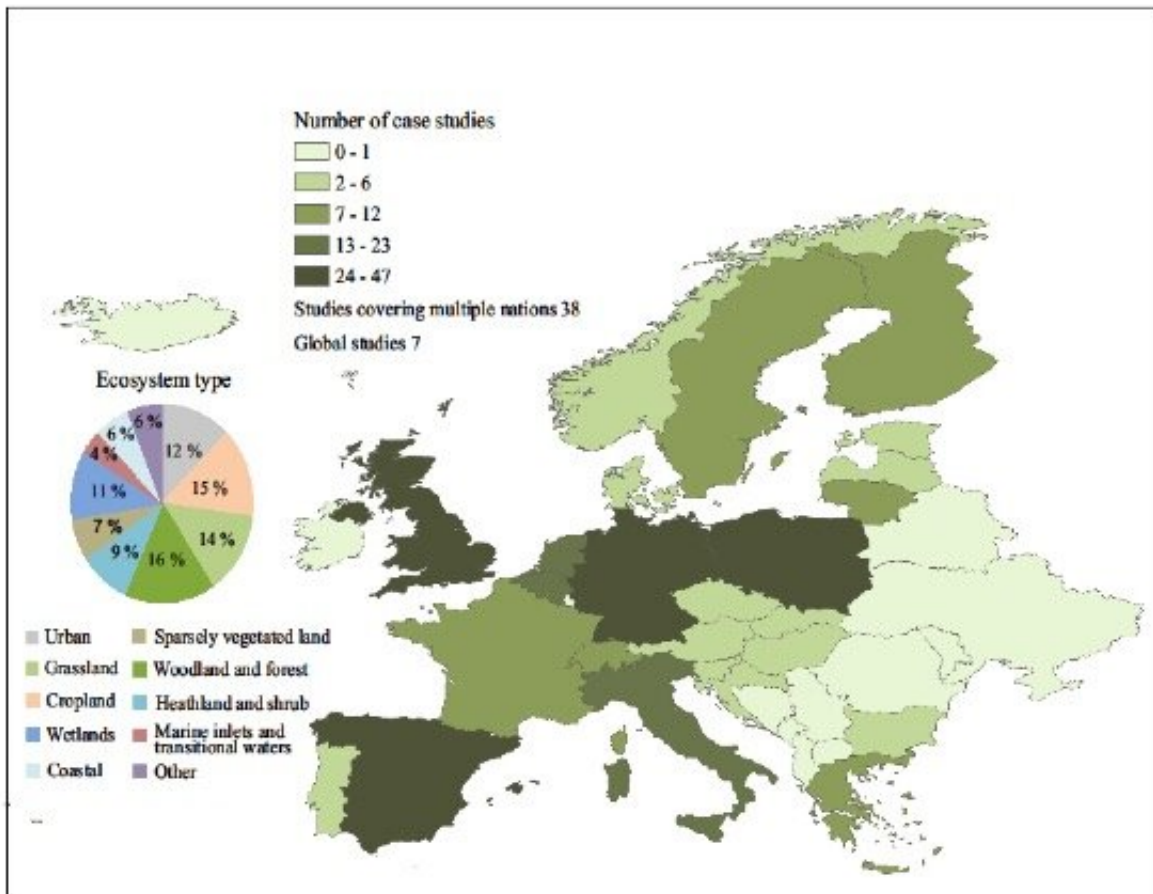 Number of case studies
0 - 1
2 - 6
7 - 12
13 - 23
24 - 47
Studies covering multiple nations 38
Global studies 7
Ecosystem type
6 %
6 %
12 %
4 %
15 %
11 %
7 %
14 %
9 %
16 %
Urban
Sparsely vegetated land
Grassland
Woodland and forest
Cropland
Heathland and shrub
Wetlands
Marine inlets and
transitional waters
Coastal
Other